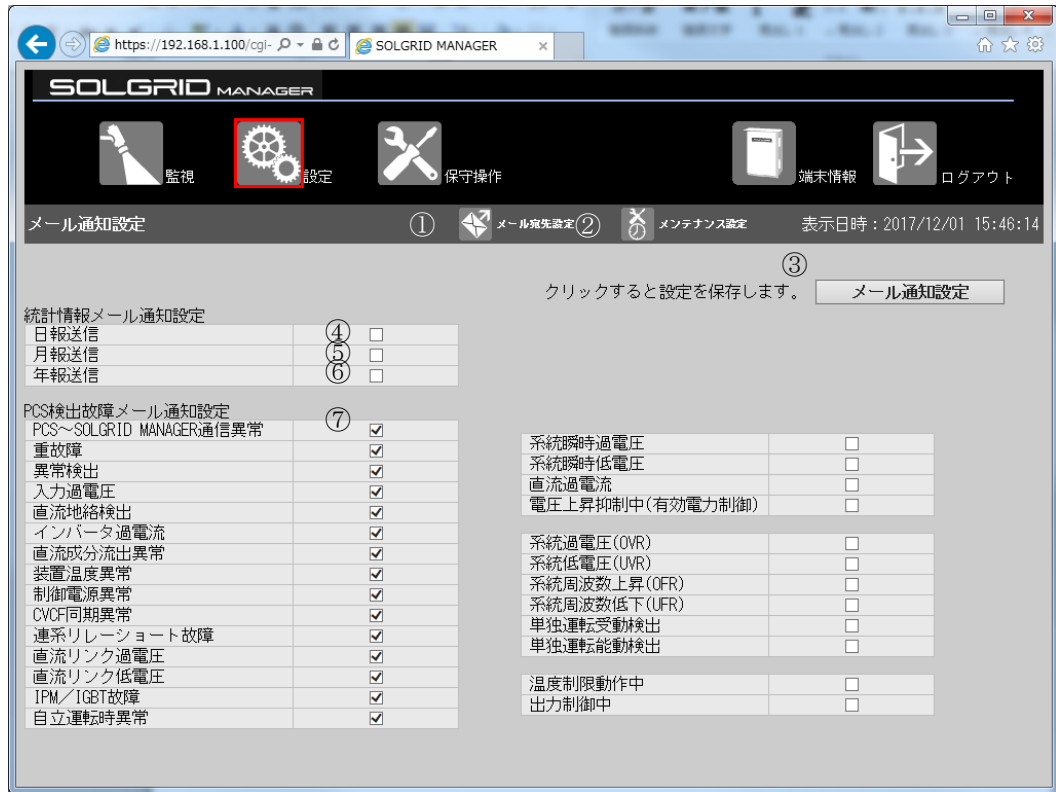 https://192.168.1.100/cgi-
SOLGRID MANAGER
SOLGRID MANAGER
監視
設定
保守操作
端末情報
ログアウト
メール通知設定
①
メール宛先設定
②
メンテナンス設定
表示日時：2017/12/01 15:46:14
③
クリックすると設定を保存します。
メール通知設定
統計情報メール通知設定
日報送信
④
月報送信
⑤
年報送信
⑥
PCS検出故障メール通知設定
⑦
PCS～SOLGRID MANAGER通信異常
重故障
異常検出
入力過電圧
直流地絡検出
インバータ過電流
直流成分流出異常
装置温度異常
制御電源異常
CVCF同期異常
連系リレーショート故障
直流リンク過電圧
直流リンク低電圧
IPM／IGBT故障
自立運転時異常
系統瞬時過電圧
系統瞬時低電圧
直流過電流
電圧上昇抑制中(有効電力制御)
系統過電圧(OVR)
系統低電圧(UVR)
系統周波数上昇(OFR)
系統周波数低下(UFR)
単独運転受動検出
単独運転能動検出
温度制限動作中
出力制御中